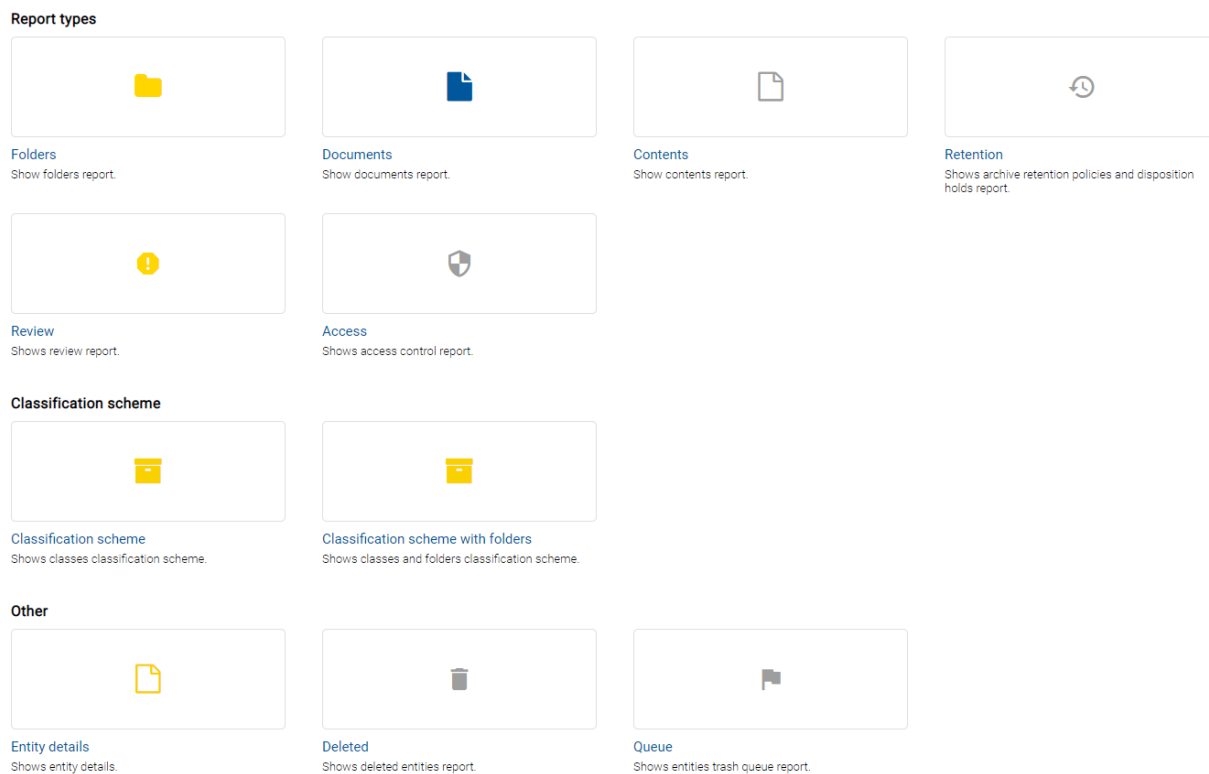 Report types
Folders
Show folders report.
Documents
Show documents report.
Contents
Show contents report.
Retention
Shows archive retention policies and disposition
holds report.
Review
Shows review report.
Access
Shows access control report.
Classification scheme
Classification scheme
Shows classes classification scheme.
Classification scheme with folders
Shows classes and folders classification scheme.
Other
Entity details
Shows entity details.
Deleted
Shows deleted entities report.
Queue
Shows entities trash queue report.